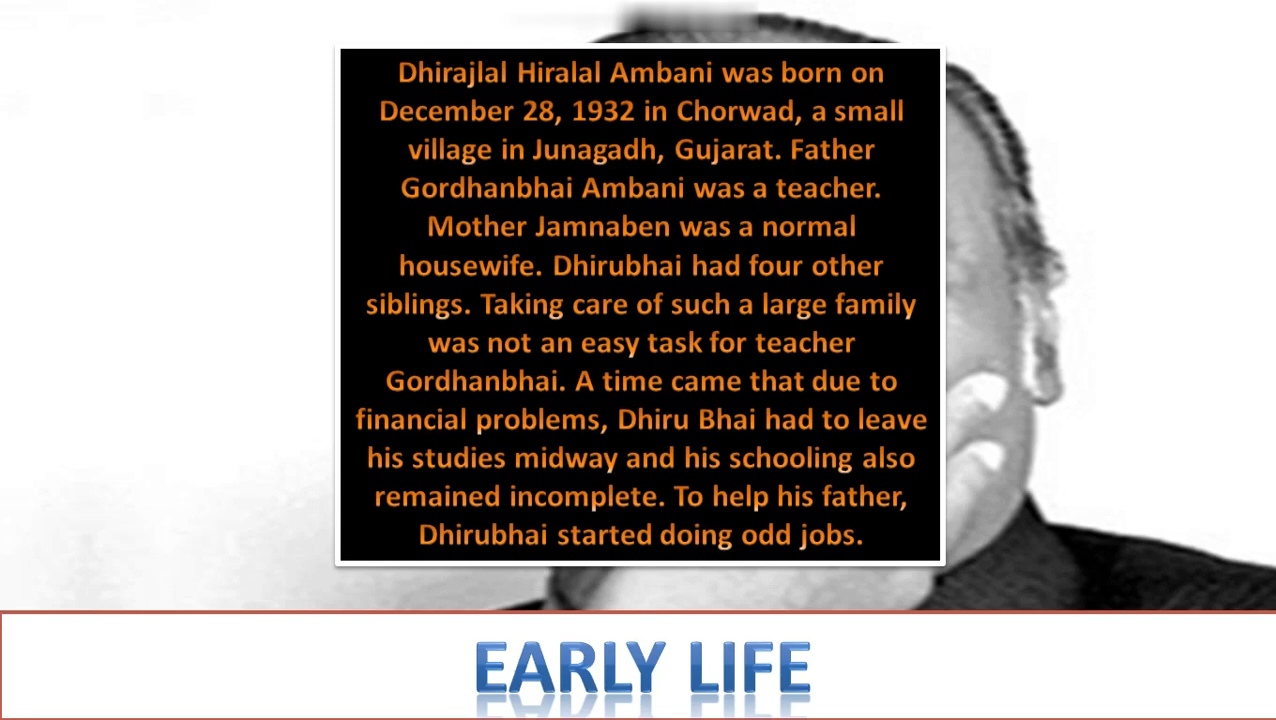 Dhirajlal Hiralal Ambani was born on
December 28, 1932 in Chorwad, a small
village in Junagadh, Gujarat. Father
Gordhanbhai Ambani was a teacher.
Mother Jamnaben was a normal
housewife. Dhirubhai had four other
siblings. Taking care of such a large family
was not an easy task for teacher
Gordhanbhai. A time came that due to
financial problems, Dhiru Bhai had to leave
his studies midway and his schooling also
remained incomplete. To help his father,
Dhirubhai started doing odd jobs.
EARLY LIFE